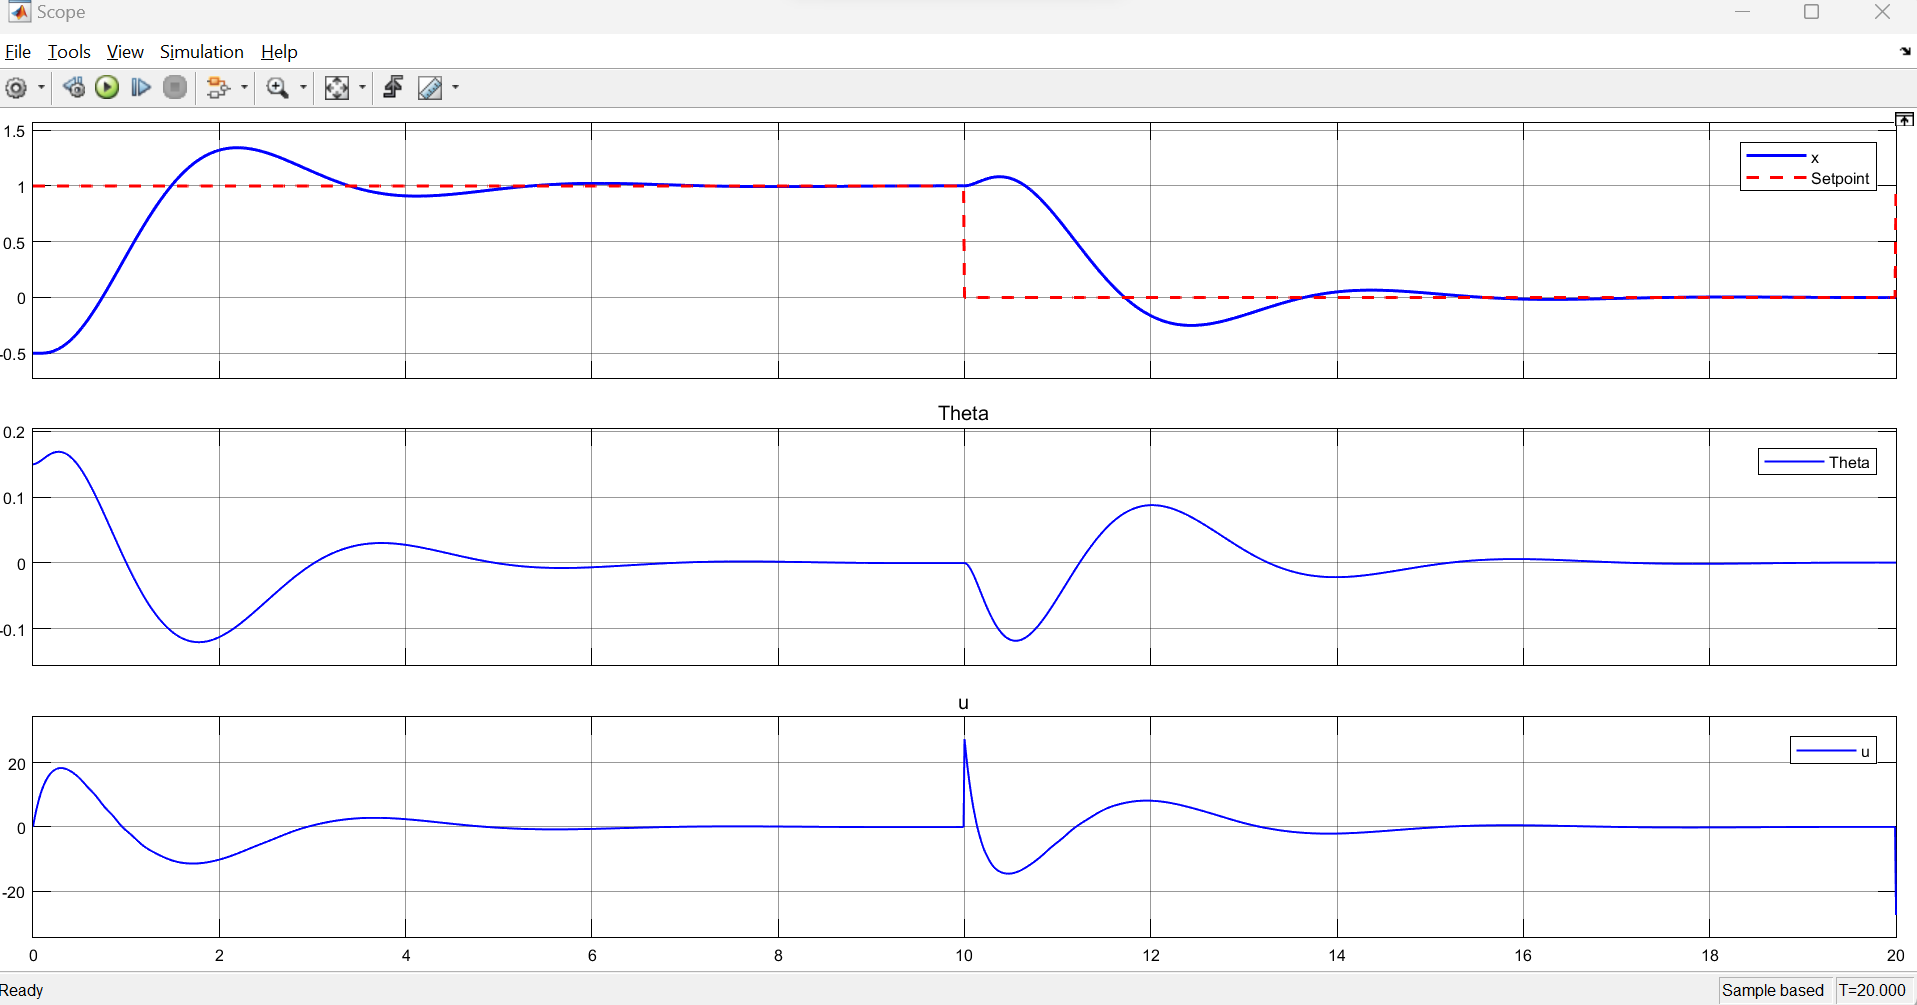 Scope
File Tools View Simulation Help
1.5
1
0.5
0
-0.5
x
Setpoint
Theta
0.2
0.1
0
-0.1
Theta
u
20
0
-20
u
0 2 4 6 8 10 12 14 16 18 20
Ready Sample based T=20.000